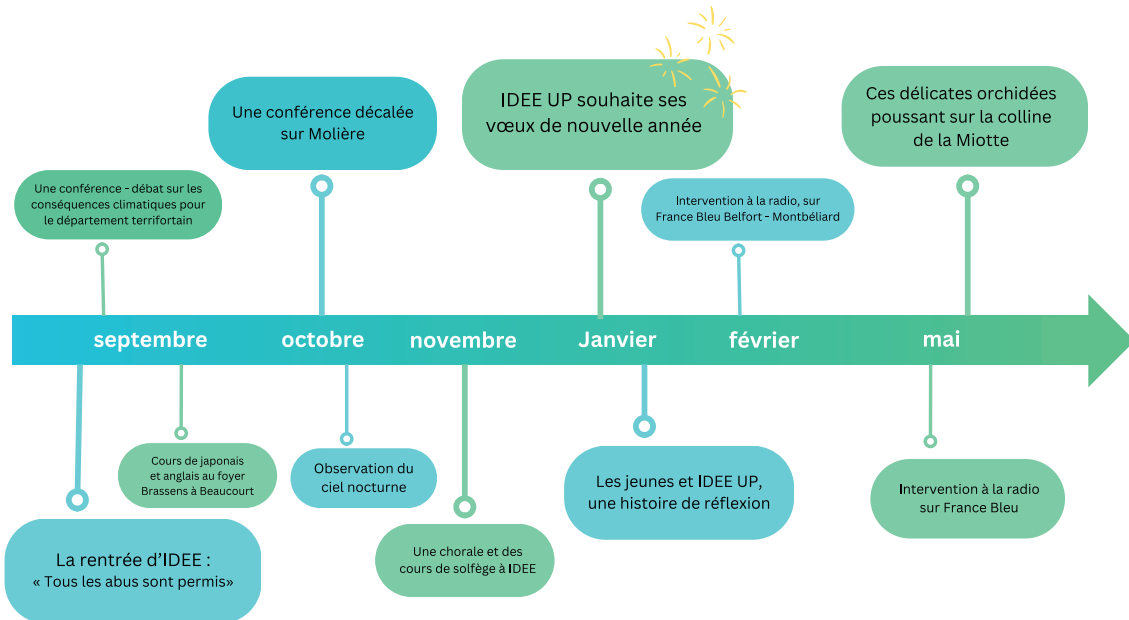 Une conférence décalée
sur Molière
IDEE UP souhaite ses
vœux de nouvelle année
Ces délicates orchidées
poussant sur la colline
de la Miotte
Une conférence - débat sur les
conséquences climatiques pour
le département terrifortain
Intervention à la radio, sur
France Bleu Belfort - Montbéliard
septembre
octobre
novembre
Janvier
février
mai
Cours de japonais
et anglais au foyer
Brassens à Beaucourt
Observation du
ciel nocturne
Les jeunes et IDEE UP,
une histoire de réflexion
Intervention à la radio
sur France Bleu
La rentrée d’IDEE :
« Tous les abus sont permis»
Une chorale et des
cours de solfège à IDEE